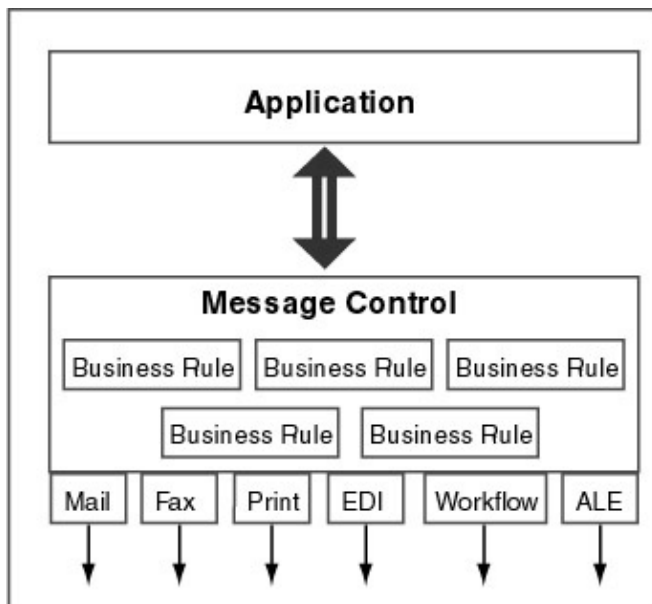 Application
Message Control
Business Rule Business Rule Business Rule
Business Rule Business Rule
Mail Fax Print EDI Workflow ALE